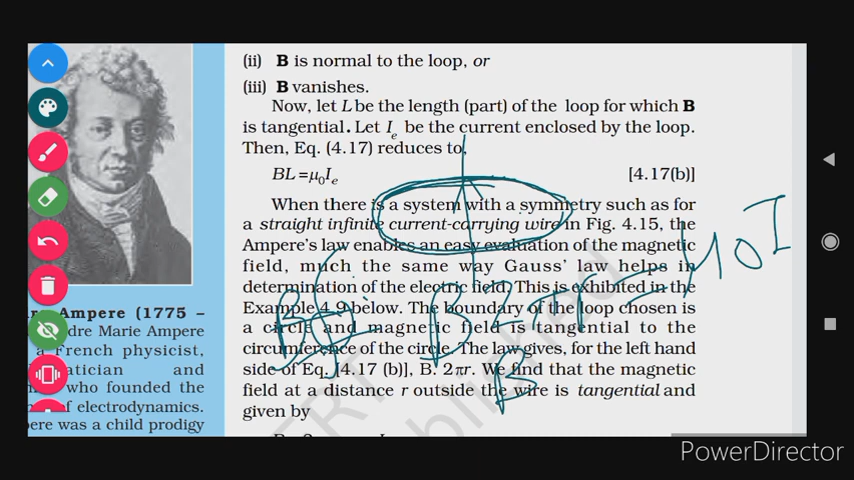 (ii) B is normal to the loop, or
(iii) B vanishes.
Now, let L be the length (part) of the loop for which B
is tangential. Let Ie be the current enclosed by the loop.
Then, Eq. (4.17) reduces to,
BL =μ0Ie [4.17(b)]
When there is a system with a symmetry such as for
a straight infinite current-carrying wire in Fig. 4.15, the
Ampere's law enables an easy evaluation of the magnetic
field, much the same way Gauss' law helps in
determination of the electric field. This is exhibited in the
Example 4.9 below. The boundary of the loop chosen is
a circle and magnetic field is tangential to the
circumference of the circle. The law gives, for the left hand
side of Eq. [4.17 (b)], B. 2πr. We find that the magnetic
field at a distance r outside the wire is tangential and
given by
B 2πr = μ0I
B
Ampere (1775 –
dre Marie Ampere
a French physicist,
atician and
who founded the
of electrodynamics.
ere was a child prodigy
PowerDirector